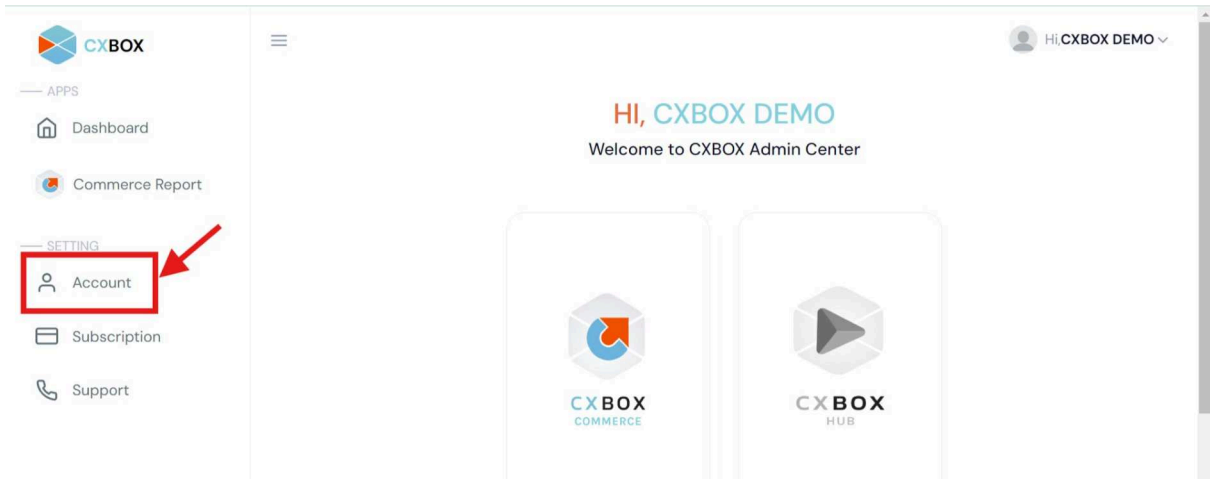 CXBOX
Hi,CXBOX DEMO
APPS
Dashboard
Commerce Report
SETTING
Account
Subscription
Support
HI, CXBOX DEMO
Welcome to CXBOX Admin Center
CXBOX
COMMERCE
CXBOX
HUB